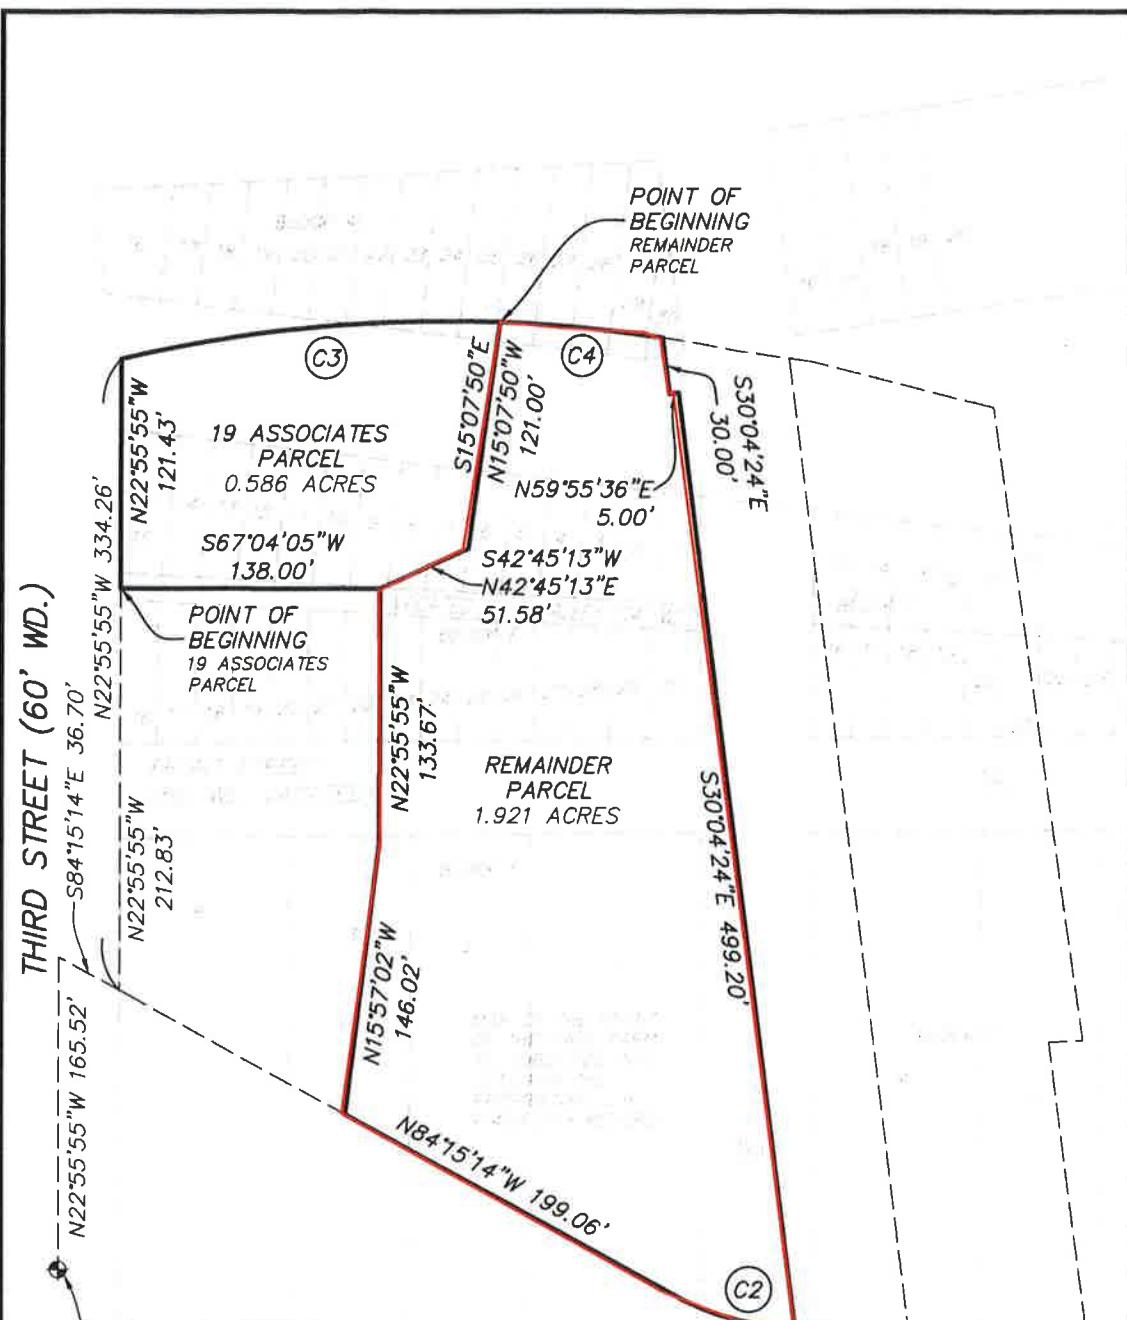 POINT OF
BEGINNING
REMAINDER
PARCEL
C3
C4
S15°07'50"E
N15°07'50"W
121.00'
S30°04'24"E
30.00'
N22°55'55"W
121.43'
19 ASSOCIATES
PARCEL
0.586 ACRES
N59°55'36"E
5.00'
S67°04'05"W
138.00'
S42°45'13"W
N42°45'13"E
51.58'
POINT OF
BEGINNING
19 ASSOCIATES
PARCEL
N22°55'55"W 334.26'
THIRD STREET (60' WD.)
S84°15'14"E 36.70'
N22°55'55"W
212.83'
N22°55'55"W
133.67'
REMAINDER
PARCEL
1.921 ACRES
S30°04'24"E 499.20'
N15°57'02"W
146.02'
N22°55'55"W 165.52'
N84°15'14"W 199.06'
C2